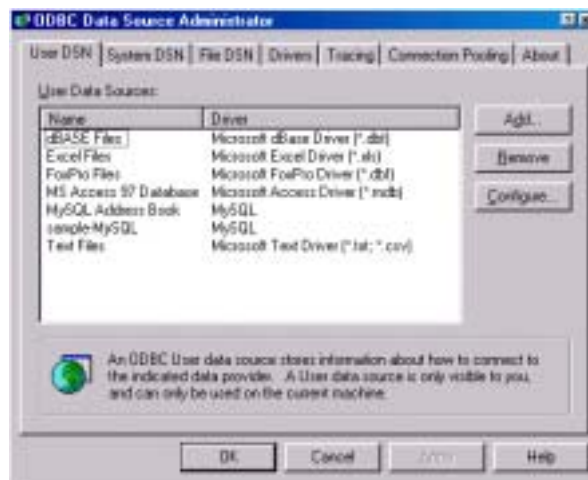 ODBC Data Source Administrator
User DSN System DSN File DSN Drivers Tracing Connection Pooling About
User Data Sources:
Name Driver
dBASE Files Microsoft dBase Driver (*.dbf)
Excel Files Microsoft Excel Driver (*.xls)
FoxPro Files Microsoft FoxPro Driver (*.dbf)
MS Access 97 Database Microsoft Access Driver (*.mdb)
MySQL Address Book MySQL
sample-MySQL MySQL
Text Files Microsoft Text Driver (*.txt; *.csv)
Add...
Remove
Configure...
An ODBC User data source stores information about how to connect to
the indicated data provider. A User data source is only visible to you,
and can only be used on the current machine.
OK Cancel Apply Help